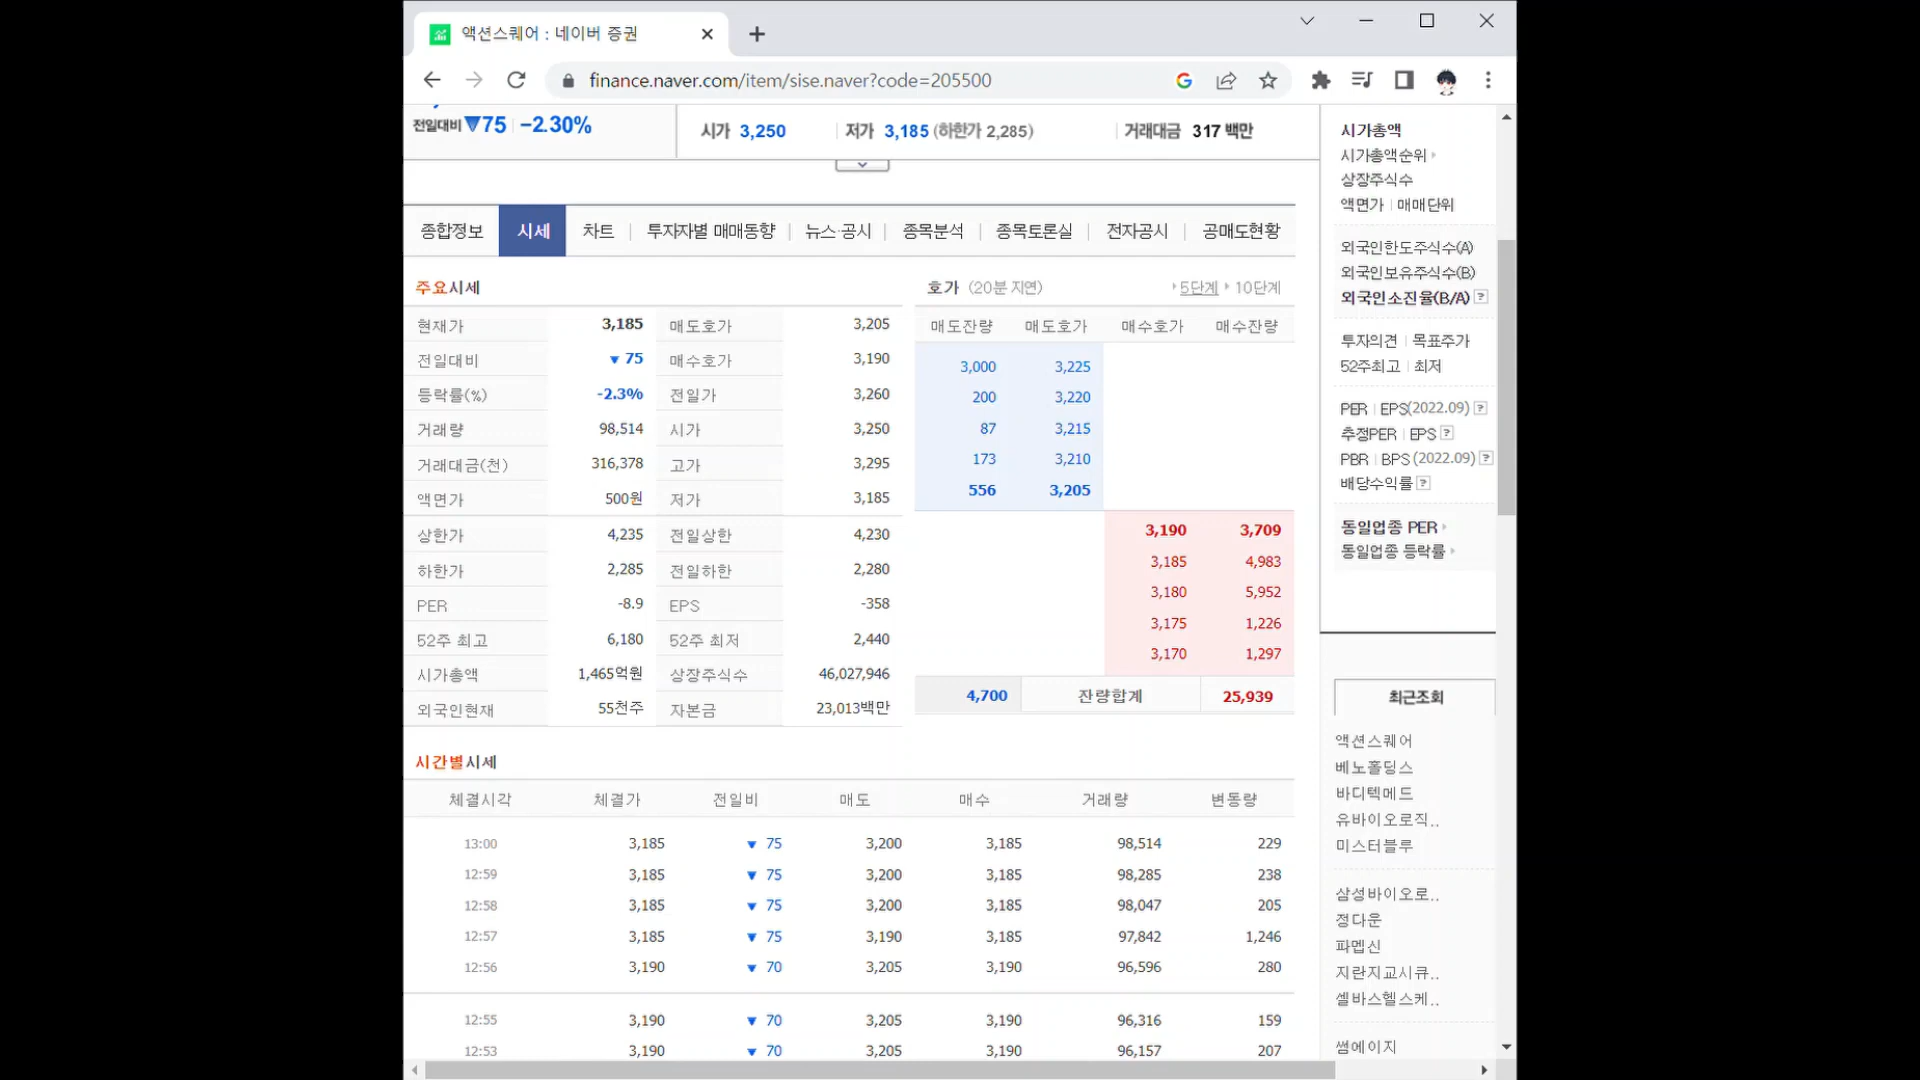 액션스퀘어 : 네이버 증권
finance.naver.com/item/sise.naver?code=205500
전일대비 ▼75 | -2.30%
시가 3,250 | 저가 3,185 (하한가 2,285) | 거래대금 317 백만
종합정보 시세 차트 | 투자자별 매매동향 | 뉴스·공시 | 종목분석 | 종목토론실 | 전자공시 | 공매도현황
주요시세
현재가 3,185 매도호가 3,205
전일대비 ▼ 75 매수호가 3,190
등락률(%) -2.3% 전일가 3,260
거래량 98,514 시가 3,250
거래대금(천) 316,378 고가 3,295
액면가 500원 저가 3,185
상한가 4,235 전일상한 4,230
하한가 2,285 전일하한 2,280
PER -8.9 EPS -358
52주 최고 6,180 52주 최저 2,440
시가총액 1,465억원 상장주식수 46,027,946
외국인현재 55천주 자본금 23,013백만
호가 (20분 지연) 5단계 10단계
매도잔량 매도호가 매수호가 매수잔량
3,000 3,225
200 3,220
87 3,215
173 3,210
556 3,205
3,190 3,709
3,185 4,983
3,180 5,952
3,175 1,226
3,170 1,297
4,700 잔량합계 25,939
시간별시세
체결시각 체결가 전일비 매도 매수 거래량 변동량
13:00 3,185 ▼ 75 3,200 3,185 98,514 229
12:59 3,185 ▼ 75 3,200 3,185 98,285 238
12:58 3,185 ▼ 75 3,200 3,185 98,047 205
12:57 3,185 ▼ 75 3,190 3,185 97,842 1,246
12:56 3,190 ▼ 70 3,205 3,190 96,596 280
12:55 3,190 ▼ 70 3,205 3,190 96,316 159
12:53 3,190 ▼ 70 3,205 3,190 96,157 207
시가총액
시가총액순위
상장주식수
액면가 | 매매단위
외국인한도주식수(A)
외국인보유주식수(B)
외국인소진율(B/A) ?
투자의견 | 목표주가
52주최고 | 최저
PER | EPS(2022.09) ?
추정PER | EPS ?
PBR | BPS (2022.09) ?
배당수익률 ?
동일업종 PER
동일업종 등락률
최근조회
액션스퀘어
베노홀딩스
바디텍메드
유바이오로직..
미스터블루
삼성바이오로..
정다운
파멥신
지란지교시큐..
셀바스헬스케..
썸에이지